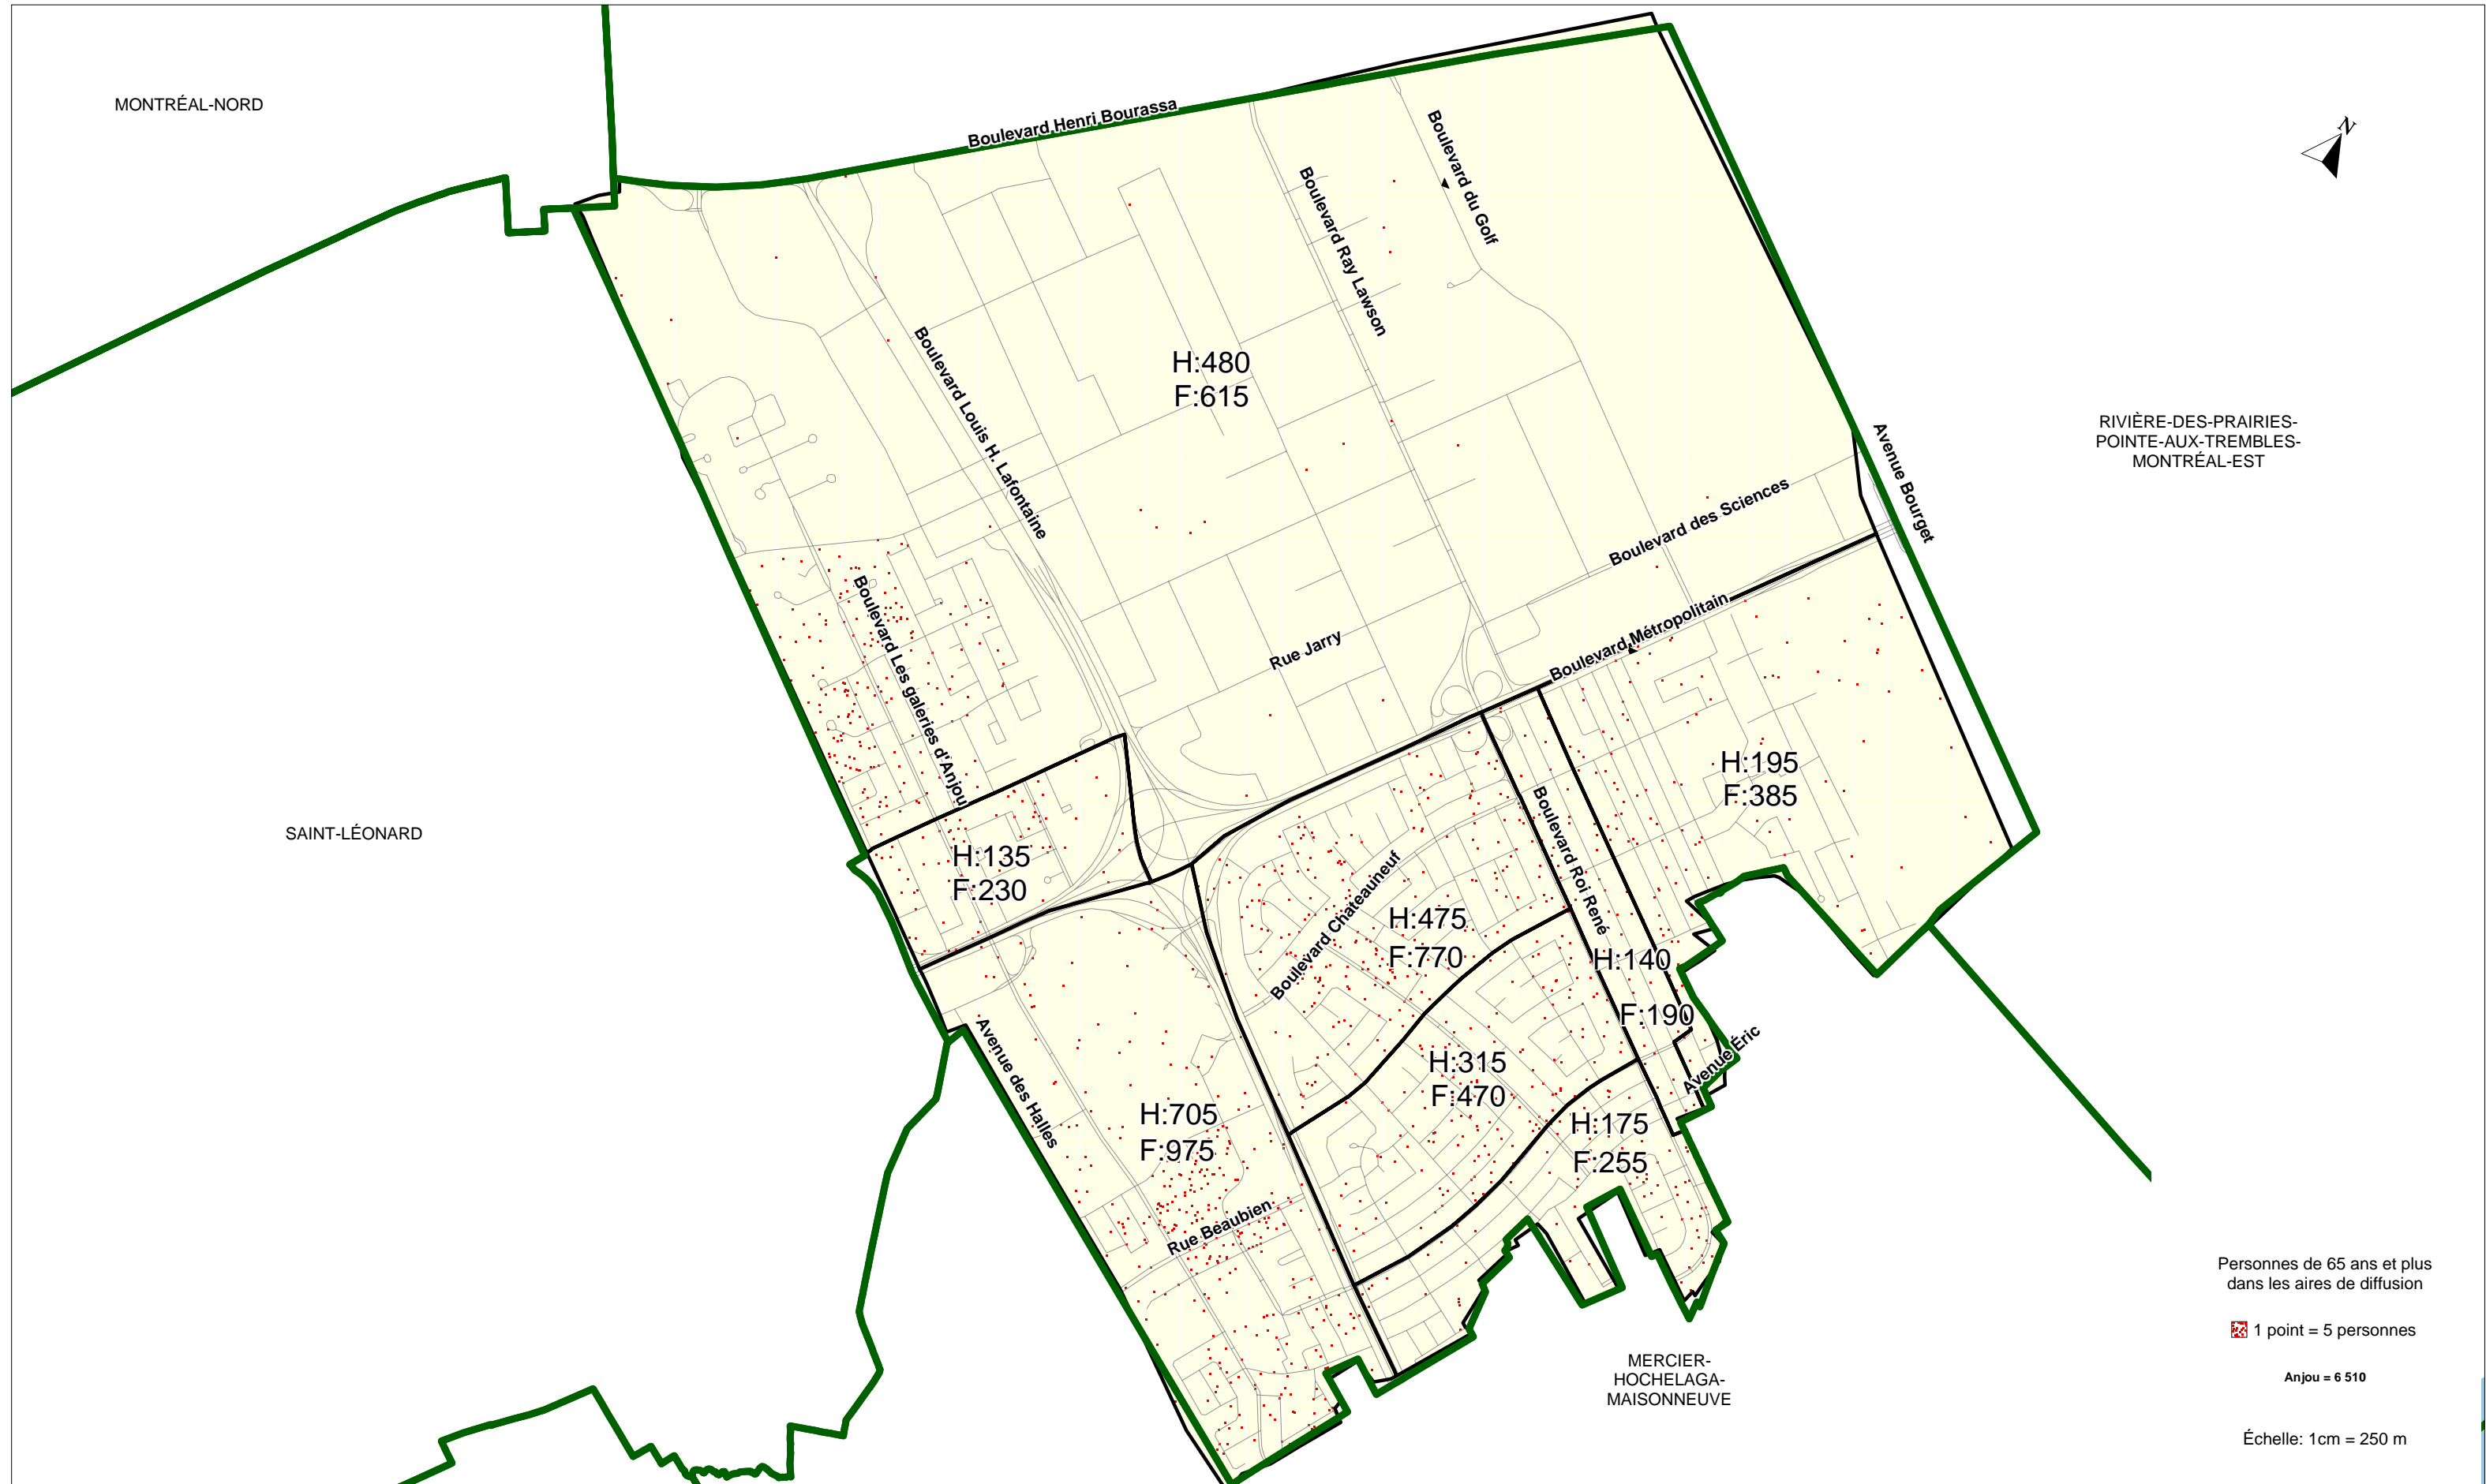 MONTRÉAL-NORD
Boulevard Henri Bourassa
Boulevard du Golf
N
Boulevard Ray Lawson
Boulevard Louis H. Lafontaine
H:480
F:615
RIVIÈRE-DES-PRAIRIES-
POINTE-AUX-TREMBLES-
MONTRÉAL-EST
Avenue Bourget
Boulevard des Sciences
Boulevard Les galeries d'Anjou
Rue Jarry
Boulevard Métropolitain
H:195
F:385
SAINT-LÉONARD
H:135
F:230
Boulevard Roi René
Boulevard Chateauneuf
H:475
F:770
H:140
F:190
Avenue des Halles
Avenue Éric
H:315
F:470
H:705
F:975
H:175
F:255
Rue Beaubien
Personnes de 65 ans et plus
dans les aires de diffusion
1 point = 5 personnes
Anjou = 6 510
MERCIER-
HOCHELAGA-
MAISONNEUVE
Échelle: 1cm = 250 m